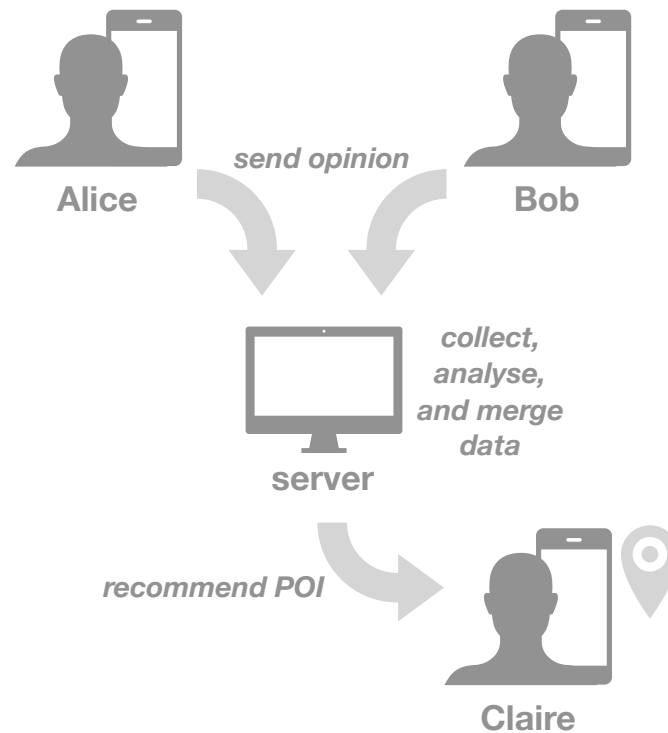 send opinion
Alice
Bob
collect,
analyse,
and merge
data
server
recommend POI
Claire